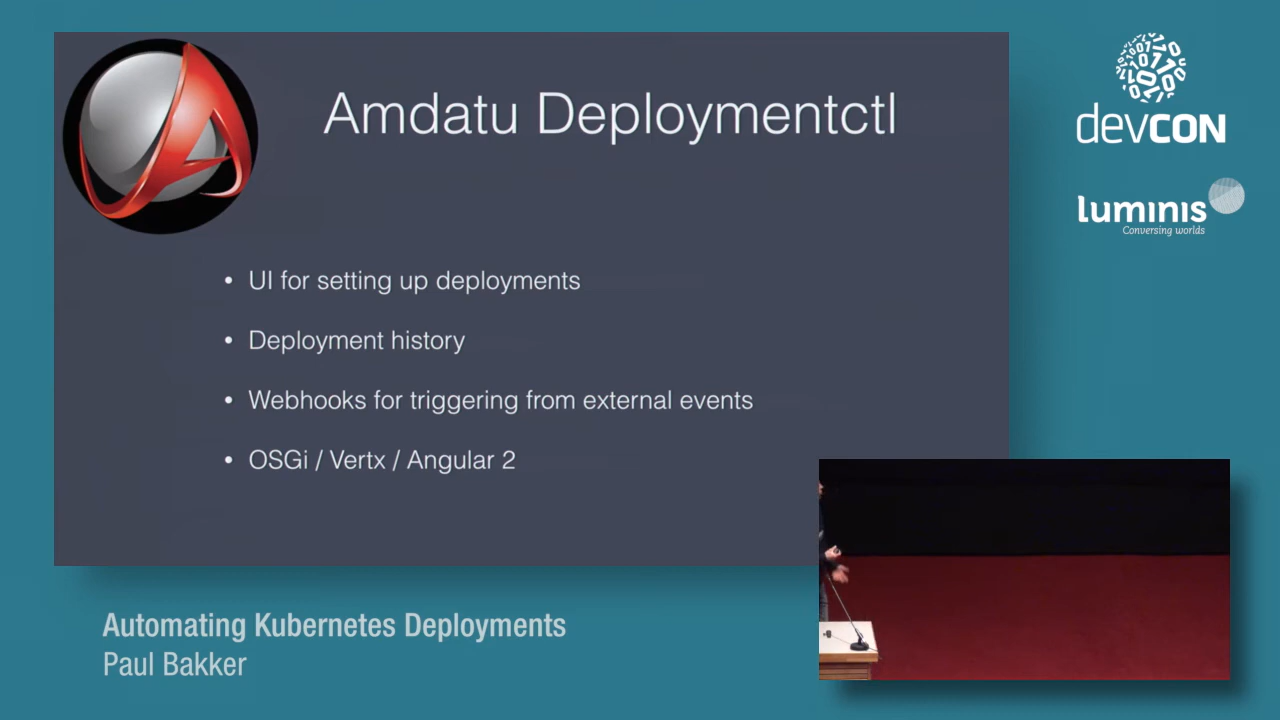 Amdatu Deploymentctl
• UI for setting up deployments
• Deployment history
• Webhooks for triggering from external events
• OSGi / Vertx / Angular 2
devCON
luminis
Conversing worlds
Automating Kubernetes Deployments
Paul Bakker